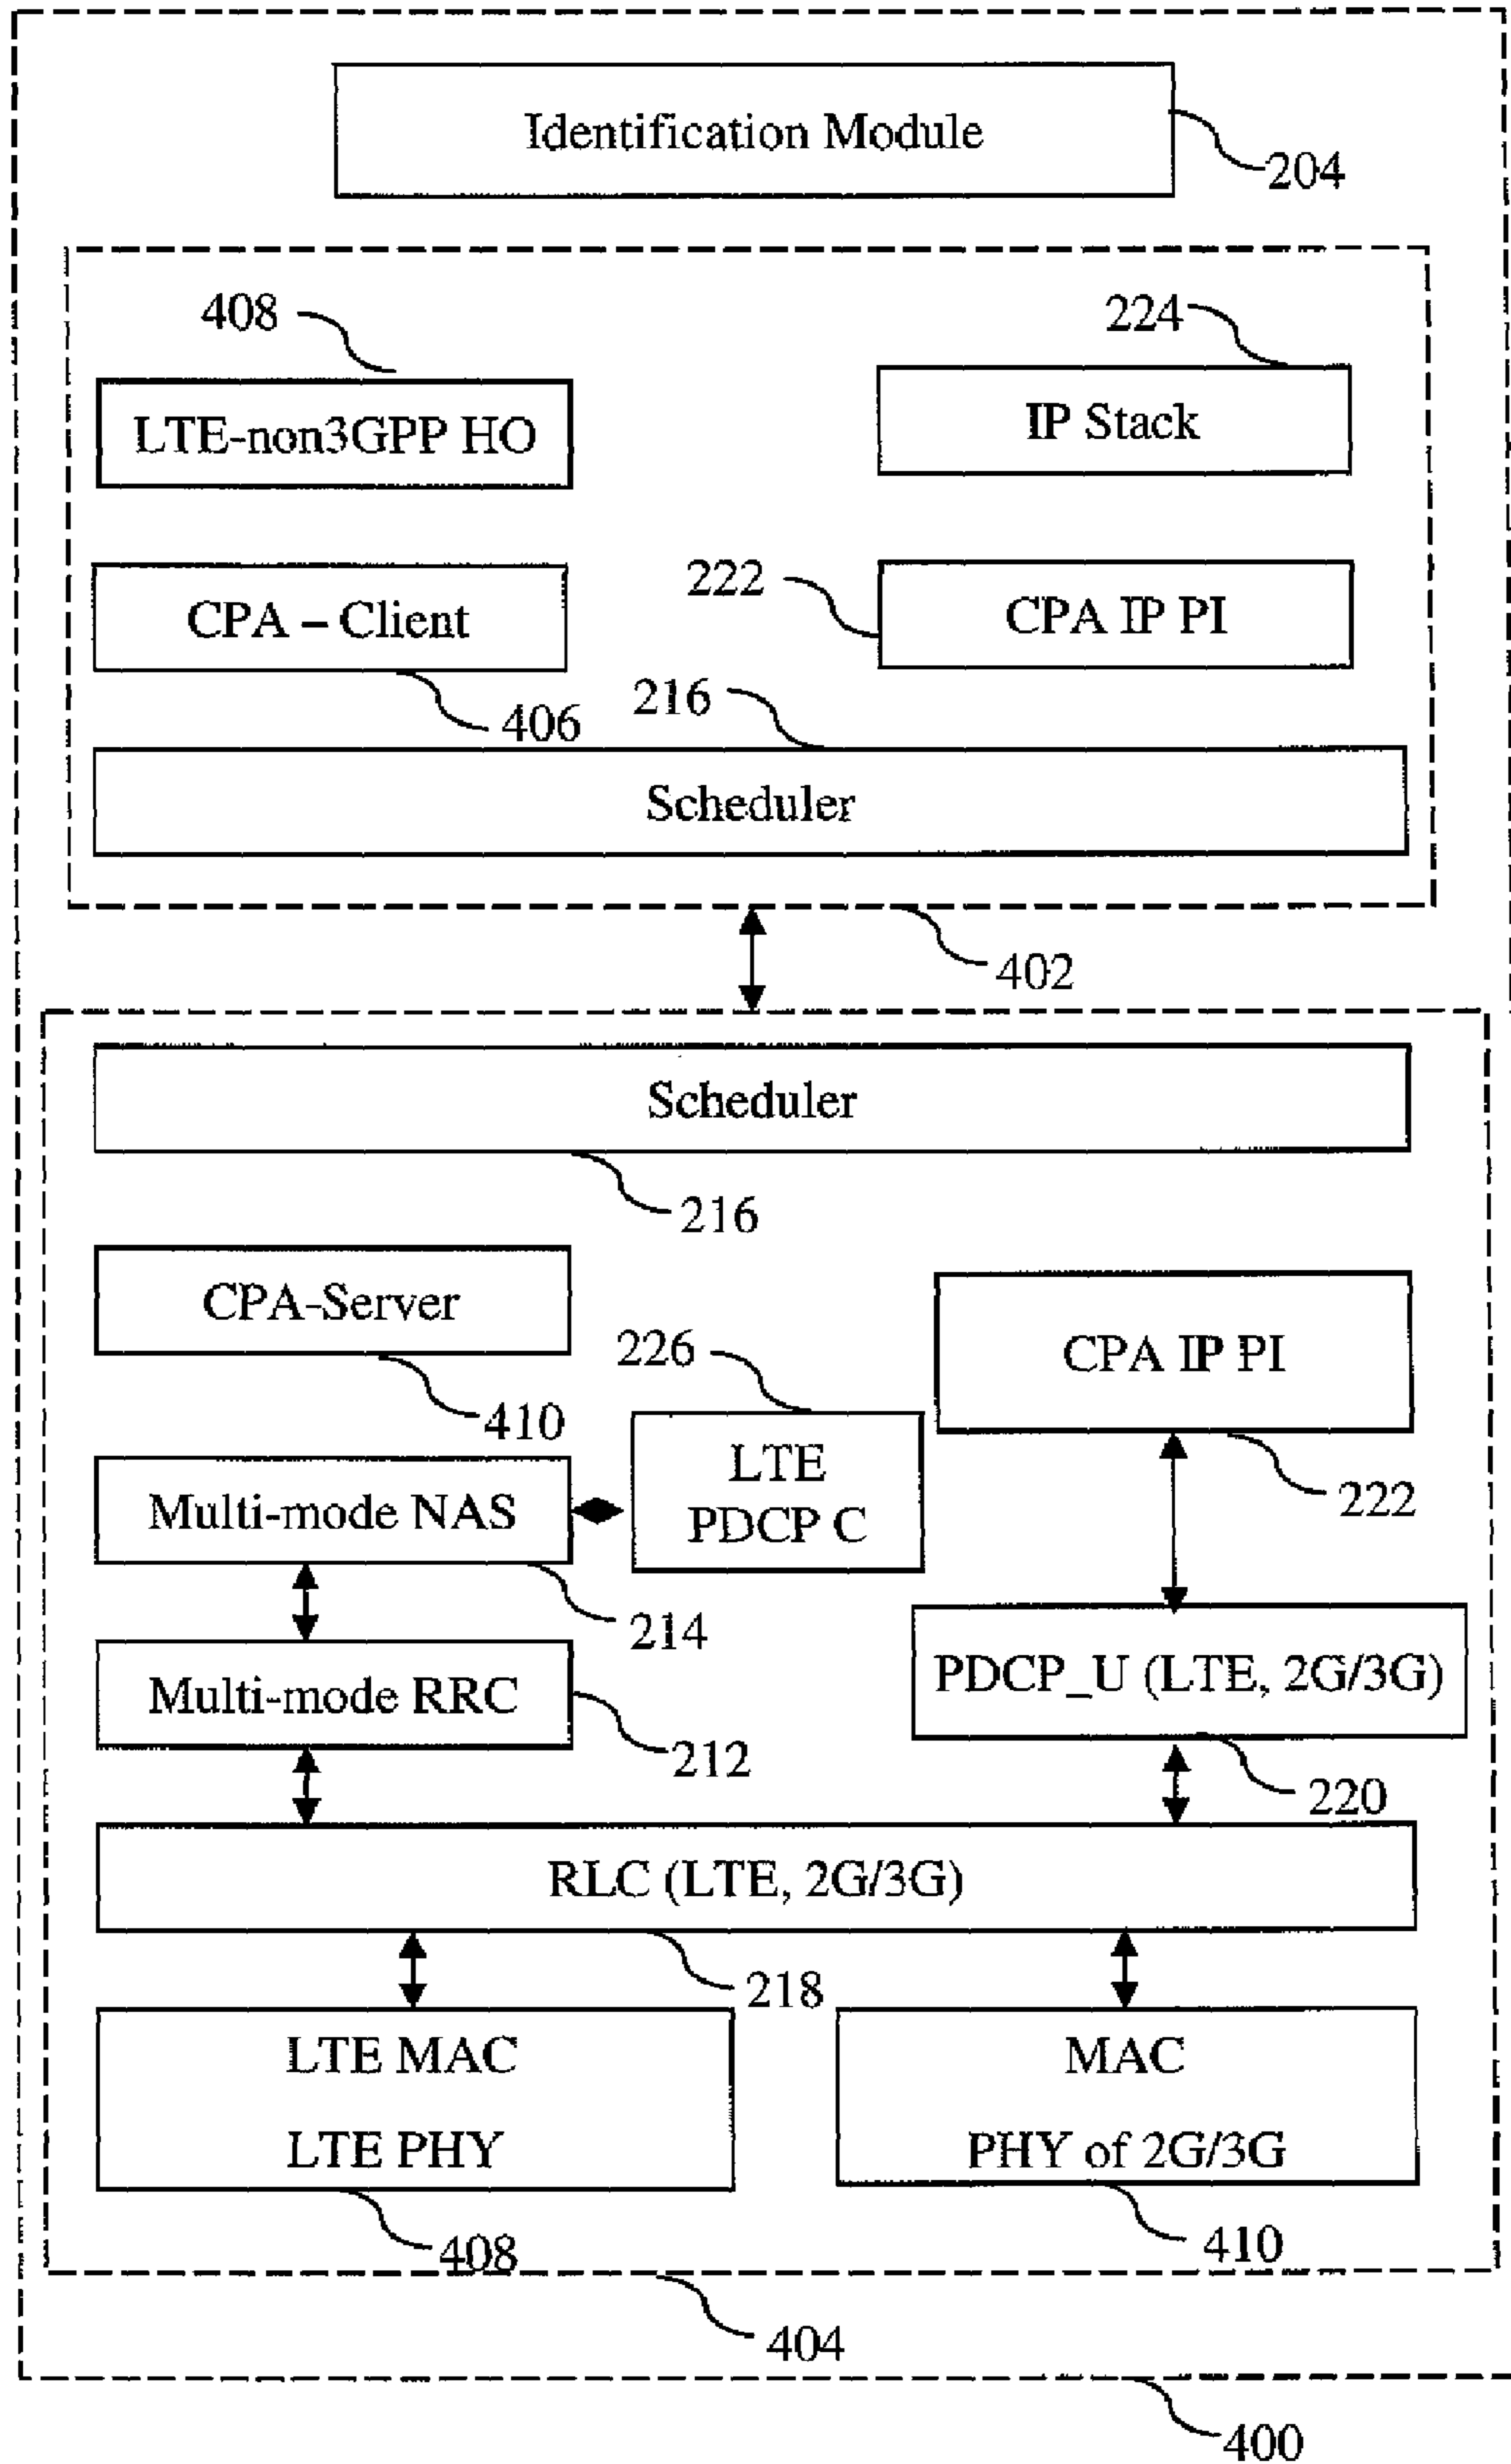 Identification Module
204
408
224
LTE-non3GPP HO
IP Stack
222
CPA – Client
CPA IP PI
406
216
Scheduler
402
Scheduler
216
CPA-Server
226
CPA IP PI
410
LTE
PDCP C
222
Multi-mode NAS
214
PDCP_U (LTE, 2G/3G)
Multi-mode RRC
212
220
RLC (LTE, 2G/3G)
218
LTE MAC
LTE PHY
MAC
PHY of 2G/3G
408
410
404
400